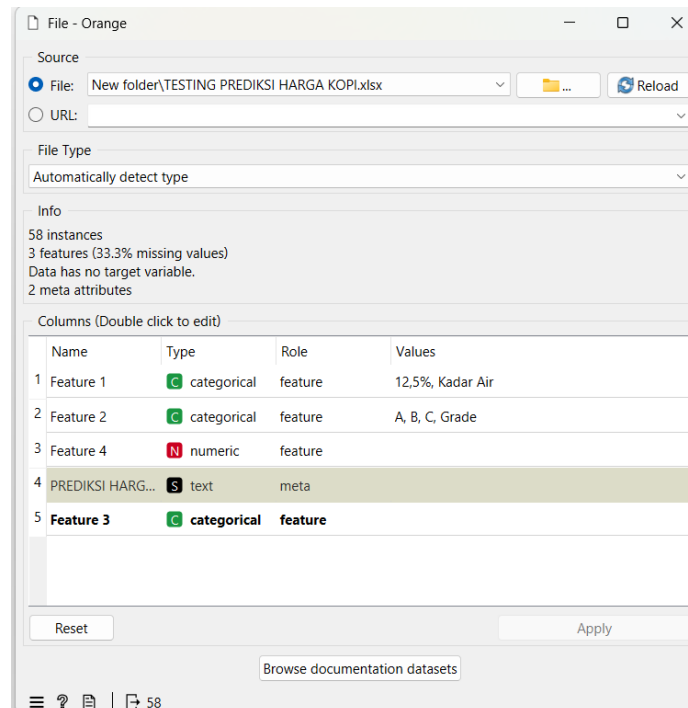 File - Orange
Source
File: New folder\TESTING PREDIKSI HARGA KOPI.xlsx ... Reload
URL:
File Type
Automatically detect type
Info
58 instances
3 features (33.3% missing values)
Data has no target variable.
2 meta attributes
Columns (Double click to edit)
Name Type Role Values
1 Feature 1 C categorical feature 12,5%, Kadar Air
2 Feature 2 C categorical feature A, B, C, Grade
3 Feature 4 N numeric feature
4 PREDIKSI HARG... S text meta
5 Feature 3 C categorical feature
Reset Apply
Browse documentation datasets
? 58